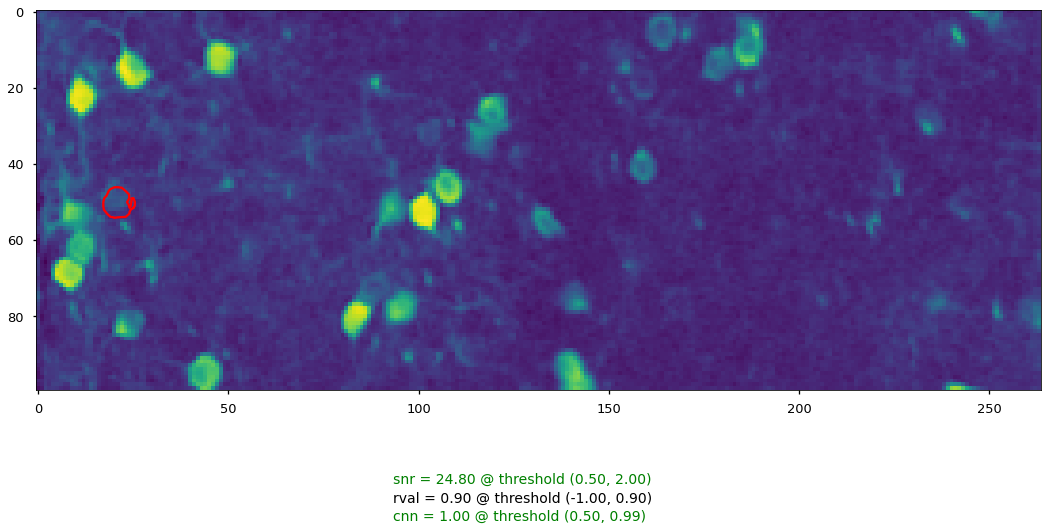 0
20
40
60
80
0 50 100 150 200 250
snr = 24.80 @ threshold (0.50, 2.00)
rval = 0.90 @ threshold (-1.00, 0.90)
cnn = 1.00 @ threshold (0.50, 0.99)